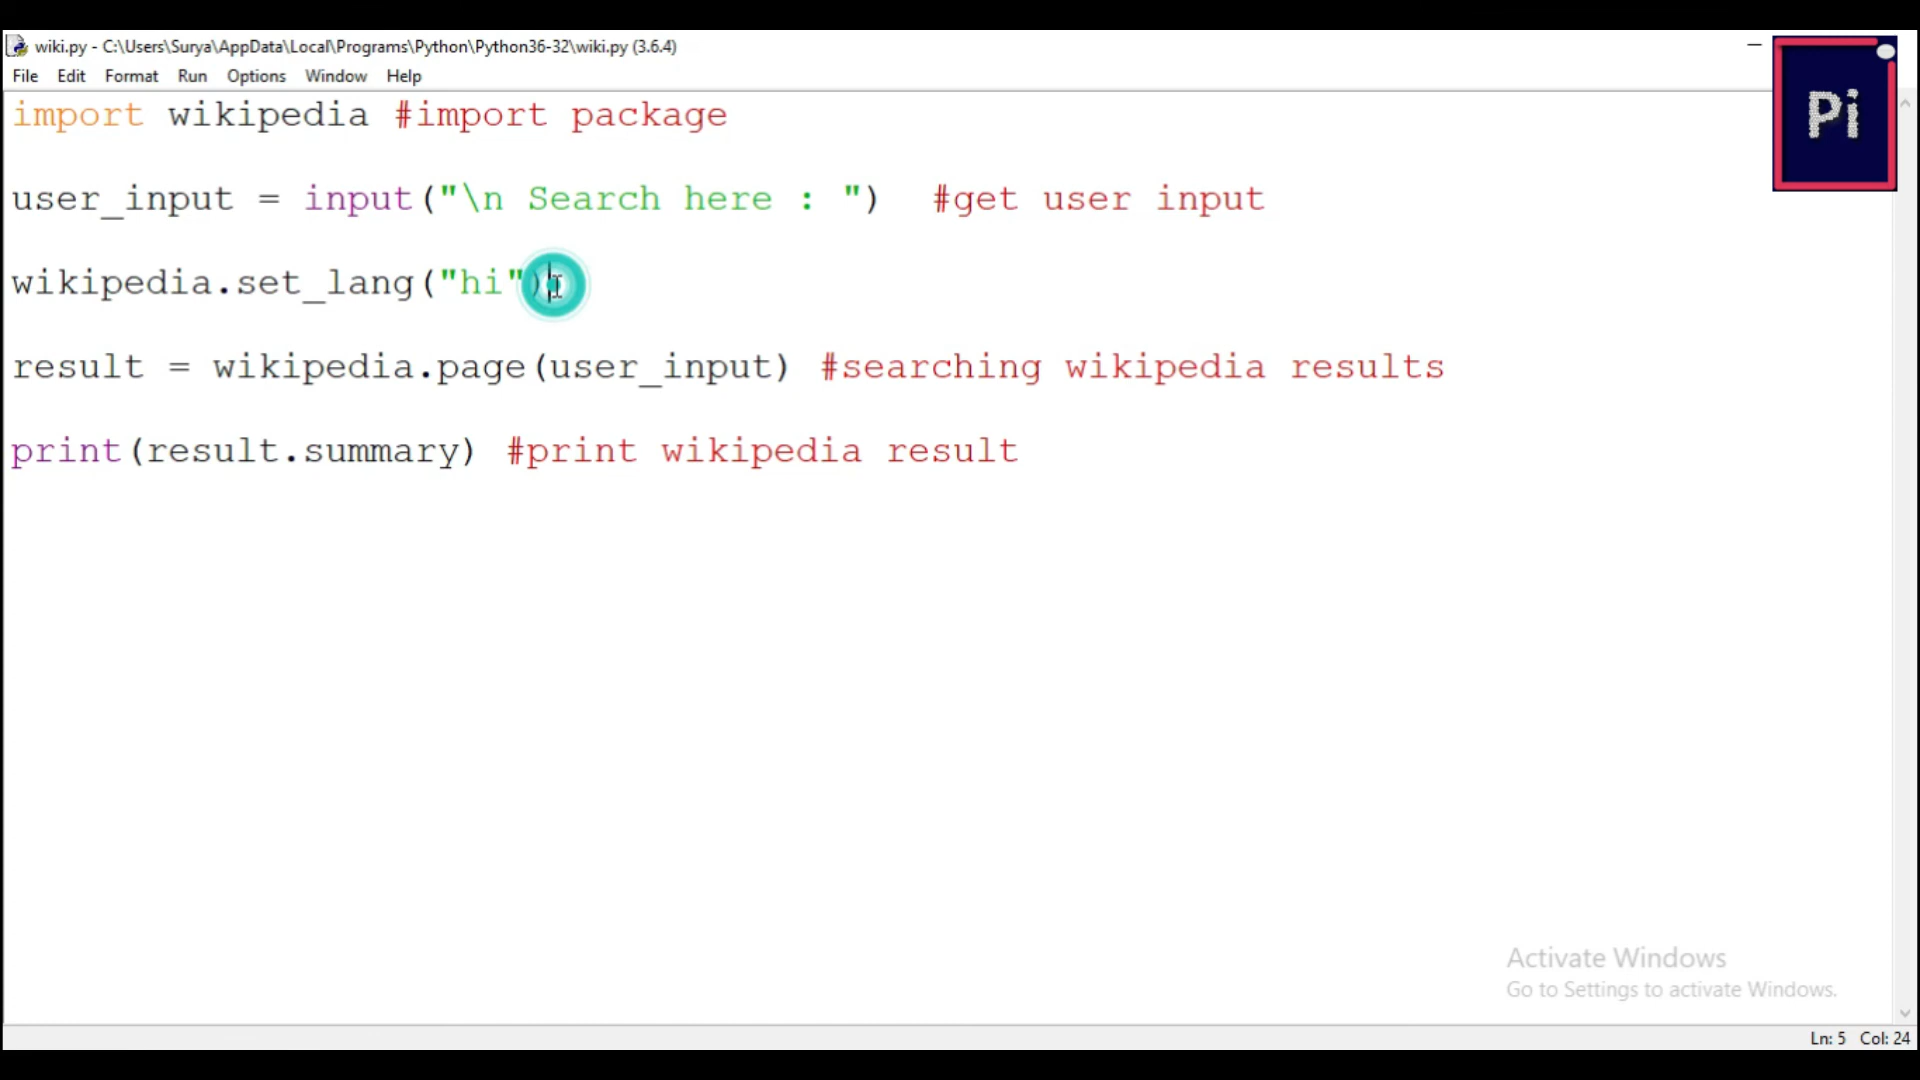 wiki.py - C:\Users\Surya\AppData\Local\Programs\Python\Python36-32\wiki.py (3.6.4)
File Edit Format Run Options Window Help
import wikipedia #import package
user_input = input("\n Search here : ")  #get user input
wikipedia.set_lang("hi")
result = wikipedia.page(user_input) #searching wikipedia results
print(result.summary) #print wikipedia result
Pi
Activate Windows
Go to Settings to activate Windows.
Ln: 5 Col: 24